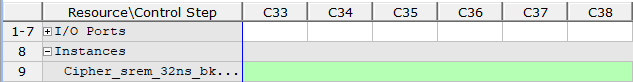 Resource\Control Step C33 C34 C35 C36 C37 C38
1-7 I/O Ports
8 Instances
9 Cipher_srem_32ns_bk...